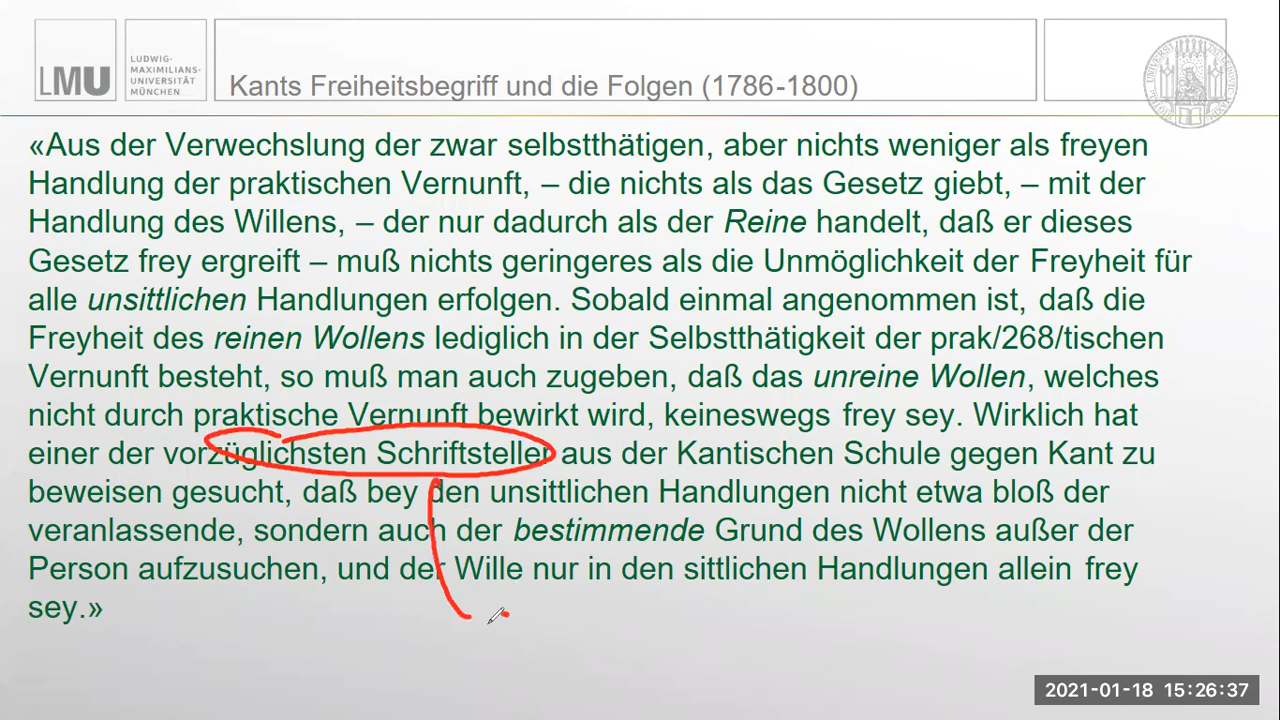 LMU
LUDWIG-
MAXIMILIANS-
UNIVERSITÄT
MÜNCHEN
Kants Freiheitsbegriff und die Folgen (1786-1800)
«Aus der Verwechslung der zwar selbstthätigen, aber nichts weniger als freyen
Handlung der praktischen Vernunft, – die nichts als das Gesetz giebt, – mit der
Handlung des Willens, – der nur dadurch als der Reine handelt, daß er dieses
Gesetz frey ergreift – muß nichts geringeres als die Unmöglichkeit der Freyheit für
alle unsittlichen Handlungen erfolgen. Sobald einmal angenommen ist, daß die
Freyheit des reinen Wollens lediglich in der Selbstthätigkeit der prak/268/tischen
Vernunft besteht, so muß man auch zugeben, daß das unreine Wollen, welches
nicht durch praktische Vernunft bewirkt wird, keineswegs frey sey. Wirklich hat
einer der vorzüglichsten Schriftsteller aus der Kantischen Schule gegen Kant zu
beweisen gesucht, daß bey den unsittlichen Handlungen nicht etwa bloß der
veranlassende, sondern auch der bestimmende Grund des Wollens außer der
Person aufzusuchen, und der Wille nur in den sittlichen Handlungen allein frey
sey.»
2021-01-18 15:26:37